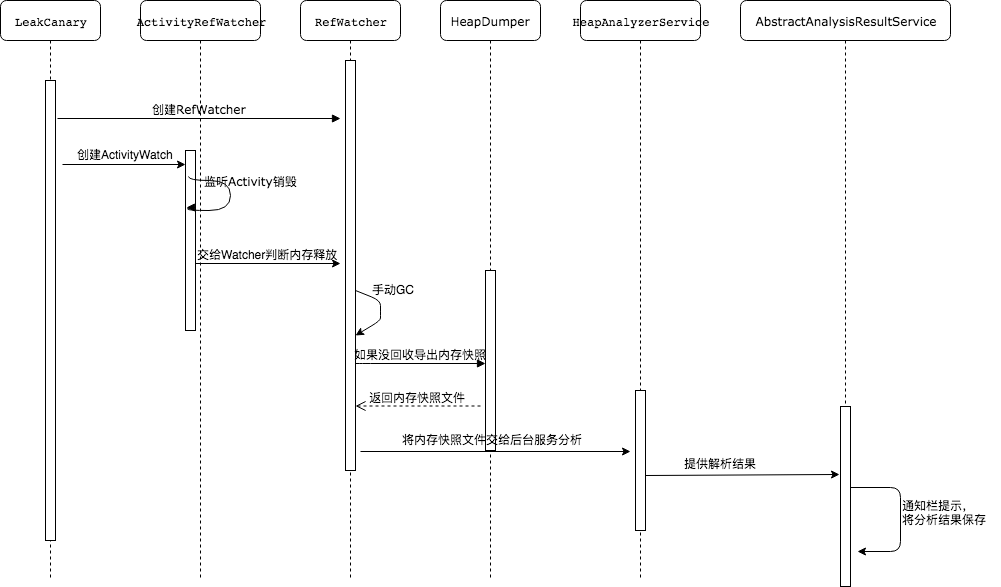 LeakCanary
ActivityRefWatcher
RefWatcher
HeapDumper
HeapAnalyzerService
AbstractAnalysisResultService
创建RefWatcher
创建ActivityWatch
监听Activity销毁
交给Watcher判断内存释放
手动GC
如果没回收导出内存快照
返回内存快照文件
将内存快照文件交给后台服务分析
提供解析结果
通知栏提示，
将分析结果保存